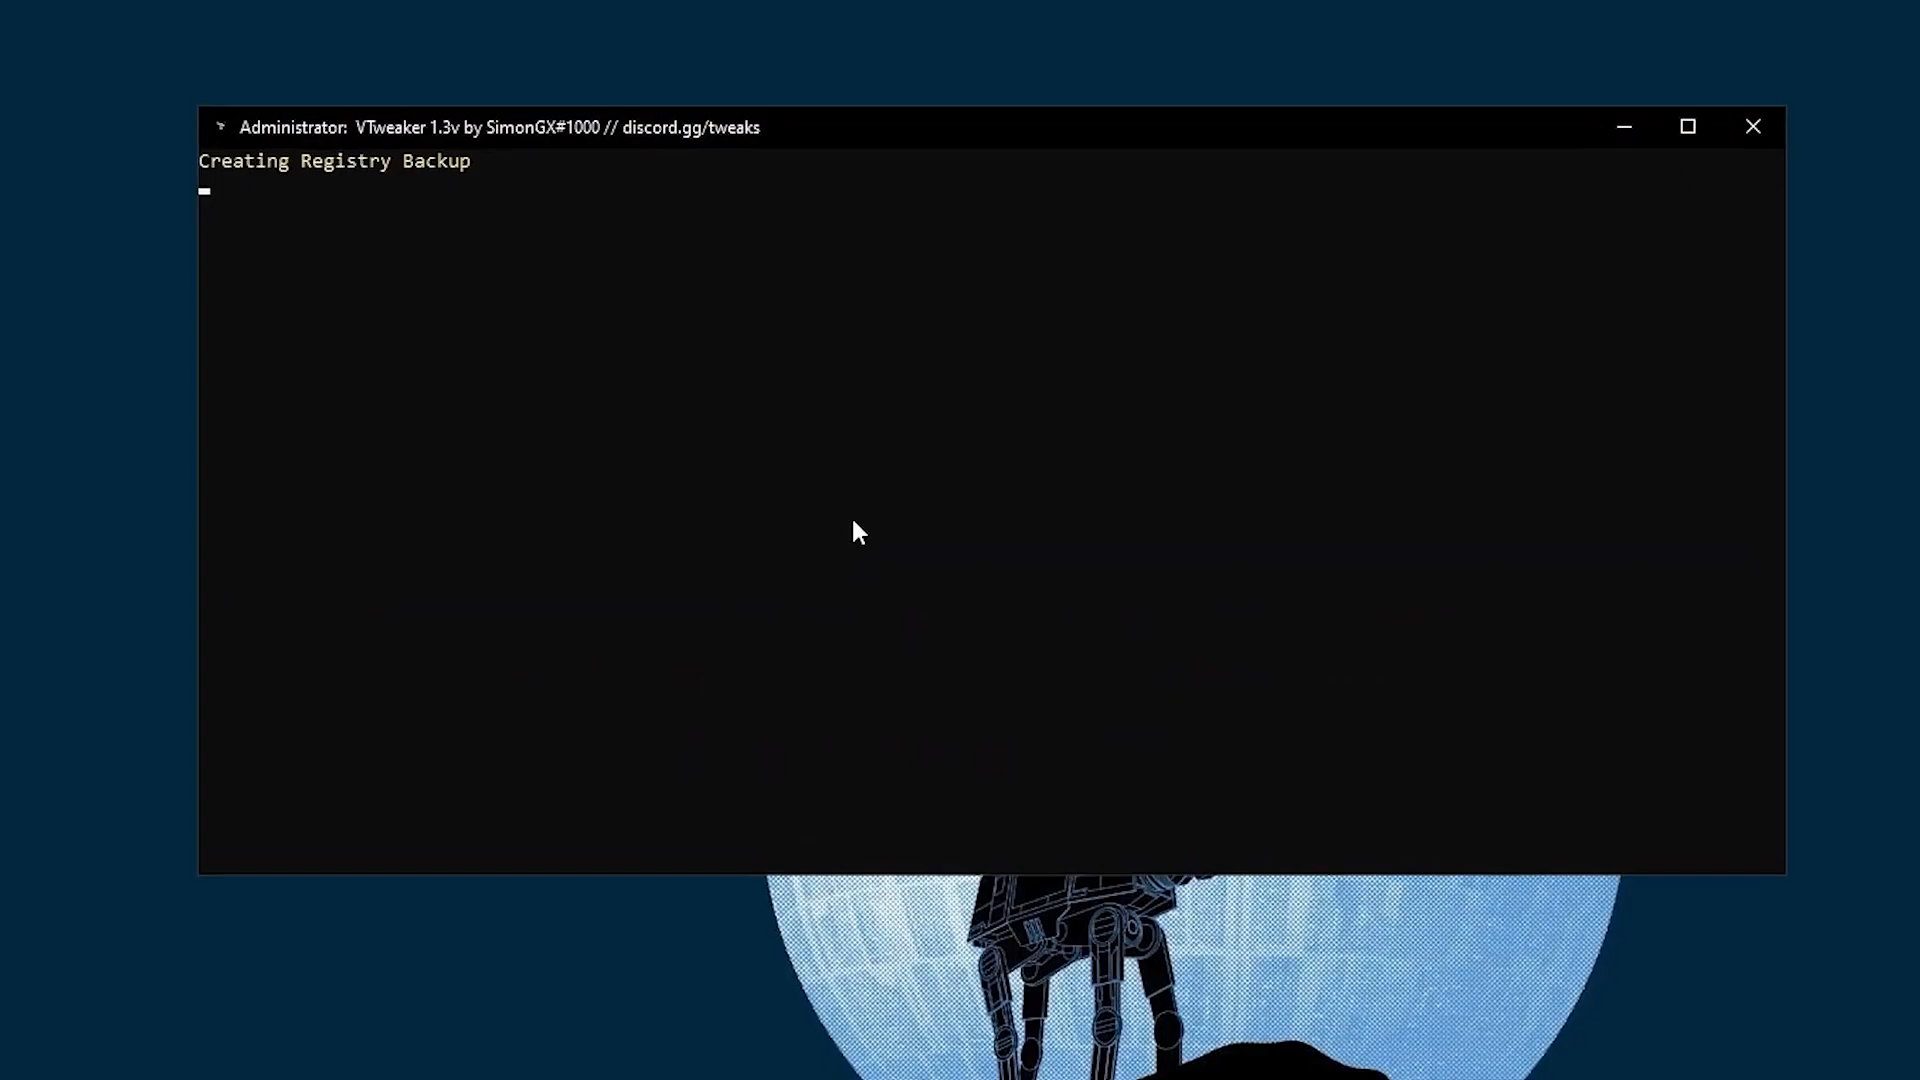 Administrator:  VTweaker 1.3v by SimonGX#1000 // discord.gg/tweaks
Creating Registry Backup